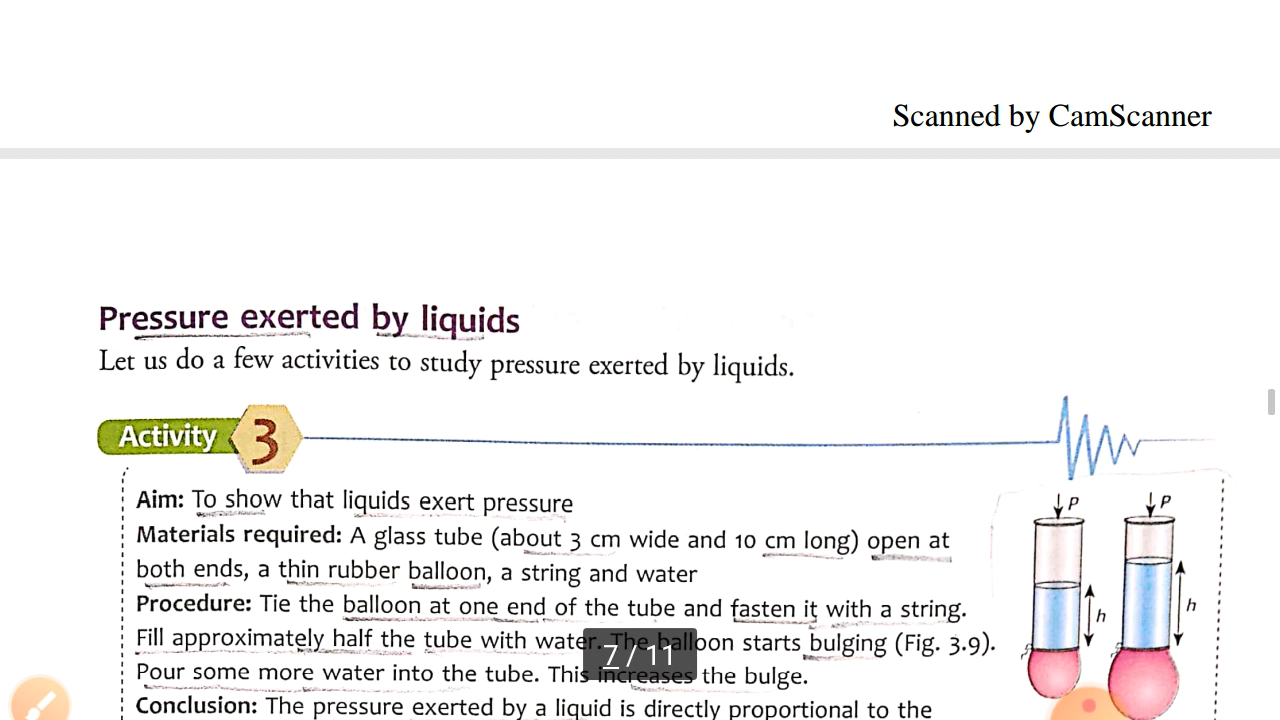 Scanned by CamScanner
Pressure exerted by liquids
Let us do a few activities to study pressure exerted by liquids.
Activity 3
Aim: To show that liquids exert pressure
Materials required: A glass tube (about 3 cm wide and 10 cm long) open at
both ends, a thin rubber balloon, a string and water
Procedure: Tie the balloon at one end of the tube and fasten it with a string.
Fill approximately half the tube with water. The balloon starts bulging (Fig. 3.9).
Pour some more water into the tube. This increases the bulge.
Conclusion: The pressure exerted by a liquid is directly proportional to the
P
P
h
h
7 / 11